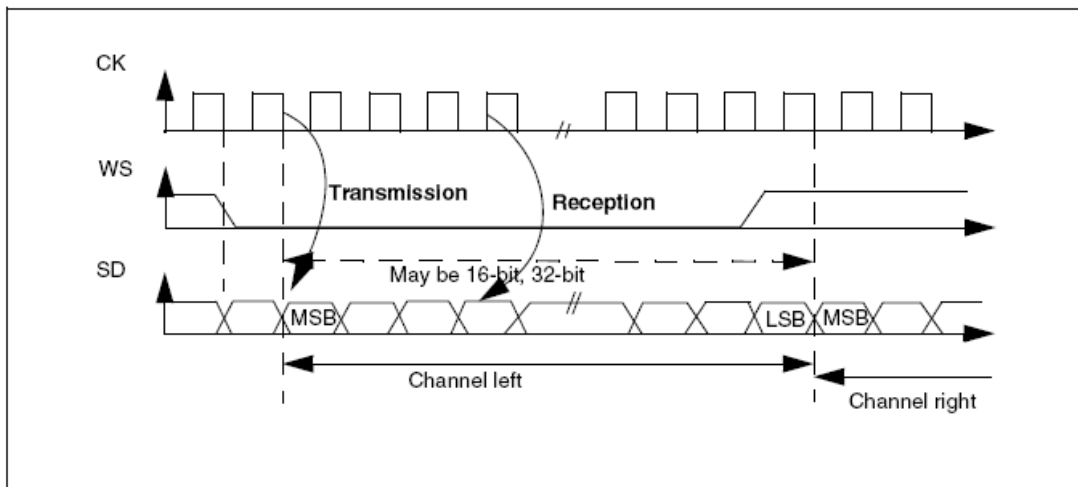 CK
WS
Transmission
Reception
SD
May be 16-bit, 32-bit
MSB
LSB
MSB
Channel left
Channel right